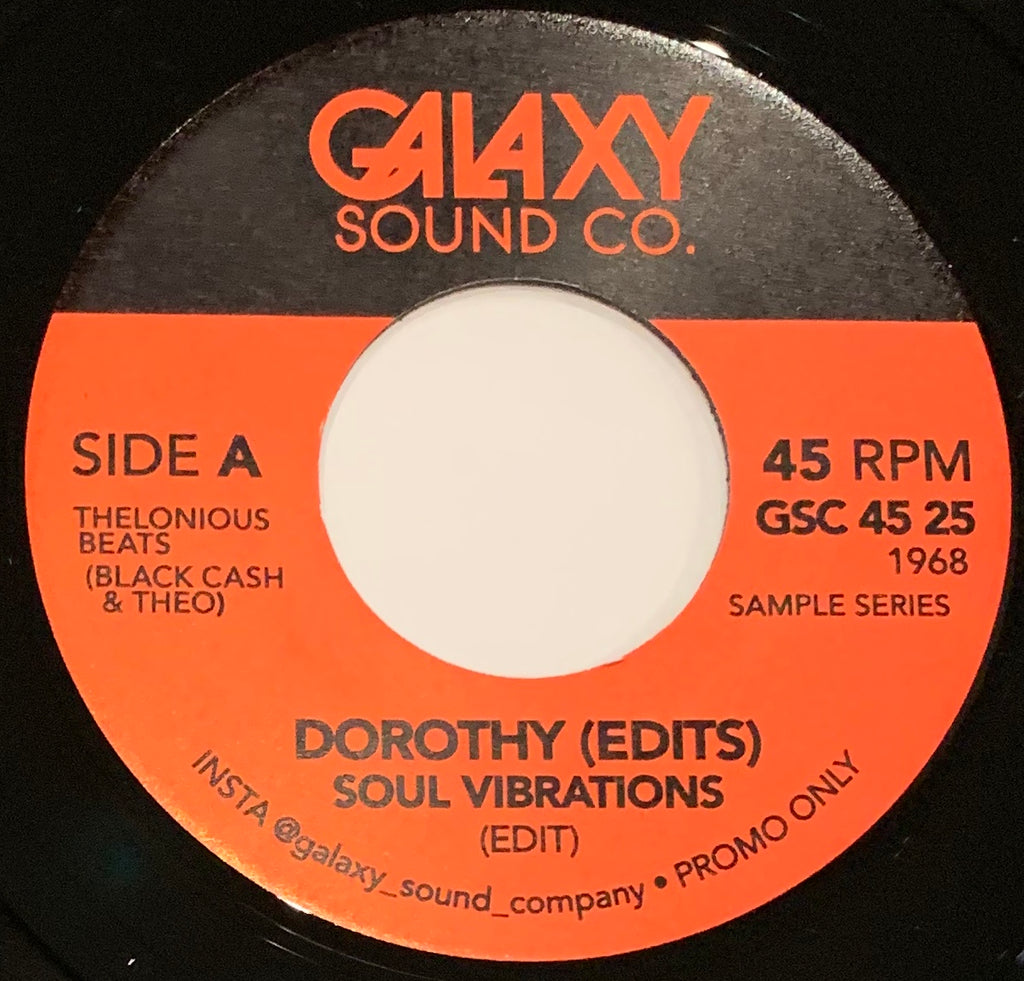 GALAXY
SOUND CO.
SIDE A
THELONIOUS
BEATS
(BLACK CASH
& THEO)
45 RPM
GSC 45 25
1968
SAMPLE SERIES
DOROTHY (EDITS)
SOUL VIBRATIONS
(EDIT)
INSTA @galaxy_sound_company • PROMO ONLY